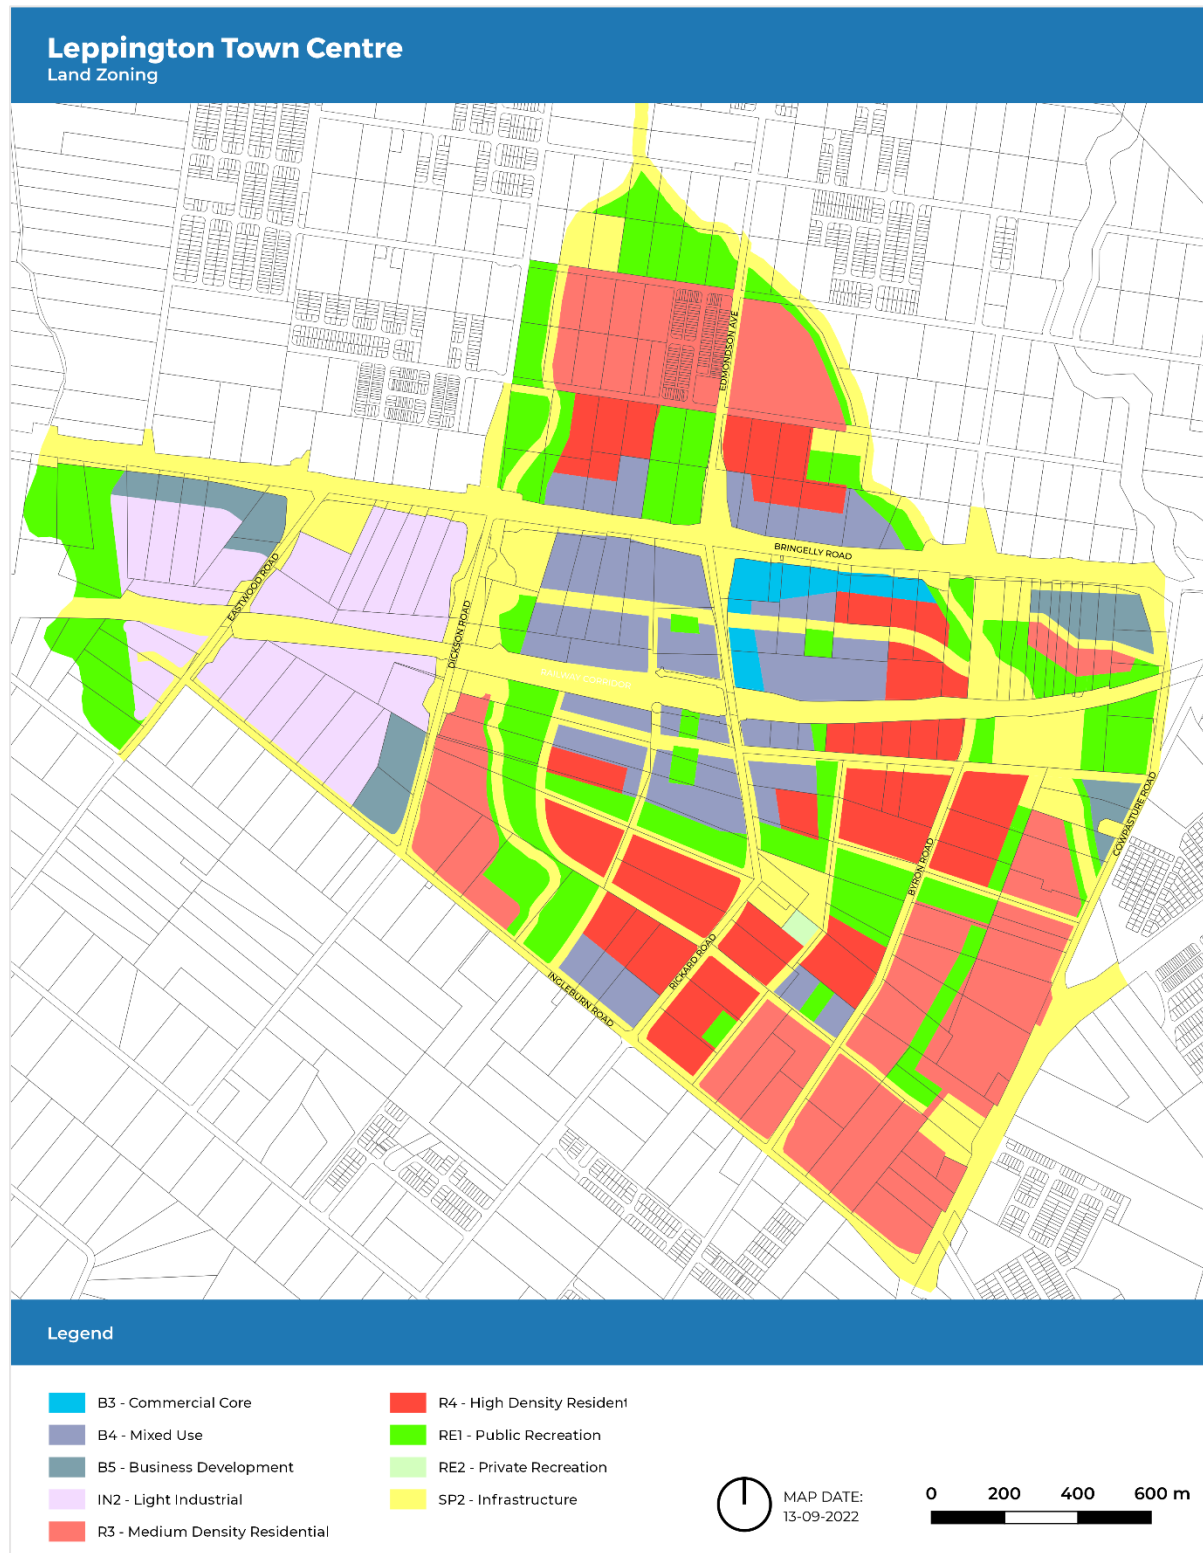 Leppington Town Centre
Land Zoning
EDMONDSON AVE
BRINGELLY ROAD
EASTWOOD ROAD
DICKSON ROAD
RAILWAY CORRIDOR
COWPASTURE ROAD
BYRON ROAD
RICKARD ROAD
INGLEBURN ROAD
Legend
B3 - Commercial Core
B4 - Mixed Use
B5 - Business Development
IN2 - Light Industrial
R3 - Medium Density Residential
R4 - High Density Resident
RE1 - Public Recreation
RE2 - Private Recreation
SP2 - Infrastructure
MAP DATE:
13-09-2022
0 200 400 600 m